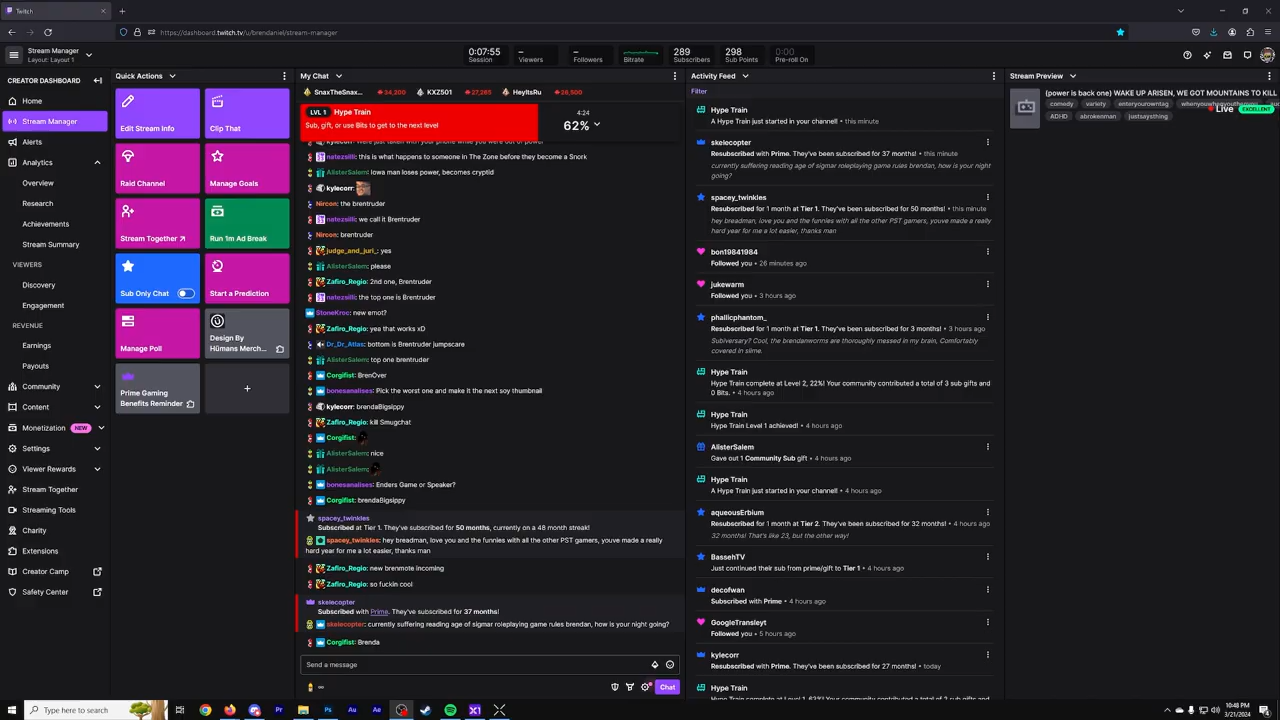 Twitch
https://dashboard.twitch.tv/u/brendaniel/stream-manager
Stream Manager
Layout: Layout 1
0:07:55
Session
–
Viewers
–
Followers
Bitrate
289
Subscribers
298
Sub Points
0:00
Pre-roll On
CREATOR DASHBOARD
Home
Stream Manager
Alerts
Analytics
Overview
Research
Achievements
Stream Summary
VIEWERS
Discovery
Engagement
REVENUE
Earnings
Payouts
Community
Content
Monetization NEW
Settings
Viewer Rewards
Stream Together
Streaming Tools
Charity
Extensions
Creator Camp
Safety Center
Quick Actions
Edit Stream Info
Clip That
Raid Channel
Manage Goals
Stream Together
Run 1m Ad Break
Sub Only Chat
Start a Prediction
Manage Poll
Design By
Hümans Merch...
Prime Gaming
Benefits Reminder
+
My Chat
SnaxTheSnax... 34,200 KXZ501 27,265 HeyItsRu 26,500
LVL 1 Hype Train
Sub, gift, or use Bits to get to the next level
4:24
62%
natezsilli: this is what happens to someone in The Zone before they become a Snork
AlisterSalem: Iowa man loses power, becomes cryptid
kylecorr:
Nircon: the brentruder
natezsilli: we call it Brentruder
Nircon: brentruder
judge_and_juri_: yes
AlisterSalem: please
Zafiro_Regio: 2nd one, Brentruder
natezsilli: the top one is Brentruder
StoneKroc: new emot?
Zafiro_Regio: yea that works xD
Dr_Dr_Atlas: bottom is Brentruder jumpscare
AlisterSalem: top one brentruder
Corgifist: BrenOver
bonesanalises: Pick the worst one and make it the next soy thumbnail
kylecorr: brendaBigsippy
Zafiro_Regio: kill Smugchat
Corgifist:
AlisterSalem: nice
AlisterSalem:
bonesanalises: Enders Game or Speaker?
Corgifist: brendaBigsippy
spacey_twinkles
Subscribed at Tier 1. They've subscribed for 50 months, currently on a 48 month streak!
spacey_twinkles: hey breadman, love you and the funnies with all the other PST gamers, youve made a really
hard year for me a lot easier, thanks man
Zafiro_Regio: new brenmote incoming
Zafiro_Regio: so fuckin cool
skelecopter
Subscribed with Prime. They've subscribed for 37 months!
skelecopter: currently suffering reading age of sigmar roleplaying game rules brendan, how is your night going?
Corgifist: Brenda
Send a message
Chat
Activity Feed
Filter
Hype Train
A Hype Train just started in your channel! • this minute
skelecopter
Resubscribed with Prime. They've been subscribed for 37 months! • this minute
currently suffering reading age of sigmar roleplaying game rules brendan, how is your night
going?
spacey_twinkles
Resubscribed for 1 month at Tier 1. They've been subscribed for 50 months! • this minute
hey breadman, love you and the funnies with all the other PST gamers, youve made a really
hard year for me a lot easier, thanks man
bon19841984
Followed you • 26 minutes ago
jukewarm
Followed you • 3 hours ago
phallicphantom_
Resubscribed for 1 month at Tier 1. They've been subscribed for 3 months! • 3 hours ago
Subiversary? Cool, the brendanworms are thoroughly messed in my brain, Comfortably
covered in slime.
Hype Train
Hype Train complete at Level 2, 22%! Your community contributed a total of 3 sub gifts and
0 Bits. • 4 hours ago
Hype Train
Hype Train Level 1 achieved! • 4 hours ago
AlisterSalem
Gave out 1 Community Sub gift • 4 hours ago
Hype Train
A Hype Train just started in your channel! • 4 hours ago
aqueousErbium
Resubscribed for 1 month at Tier 2. They've been subscribed for 32 months! • 4 hours ago
32 months! That's like 23, but the other way!
BassehTV
Just continued their sub from prime/gift to Tier 1 • 4 hours ago
decofwan
Subscribed with Prime • 4 hours ago
GoogleTransleyt
Followed you • 5 hours ago
kylecorr
Resubscribed with Prime. They've been subscribed for 27 months! • today
Hype Train
Stream Preview
(power is back one) WAKE UP ARISEN, WE GOT MOUNTAINS TO KILL
comedy variety enteryourowntag
Live EXCELLENT
ADHD abrokenman justsaysthing
Type here to search
10:48 PM
3/21/2024